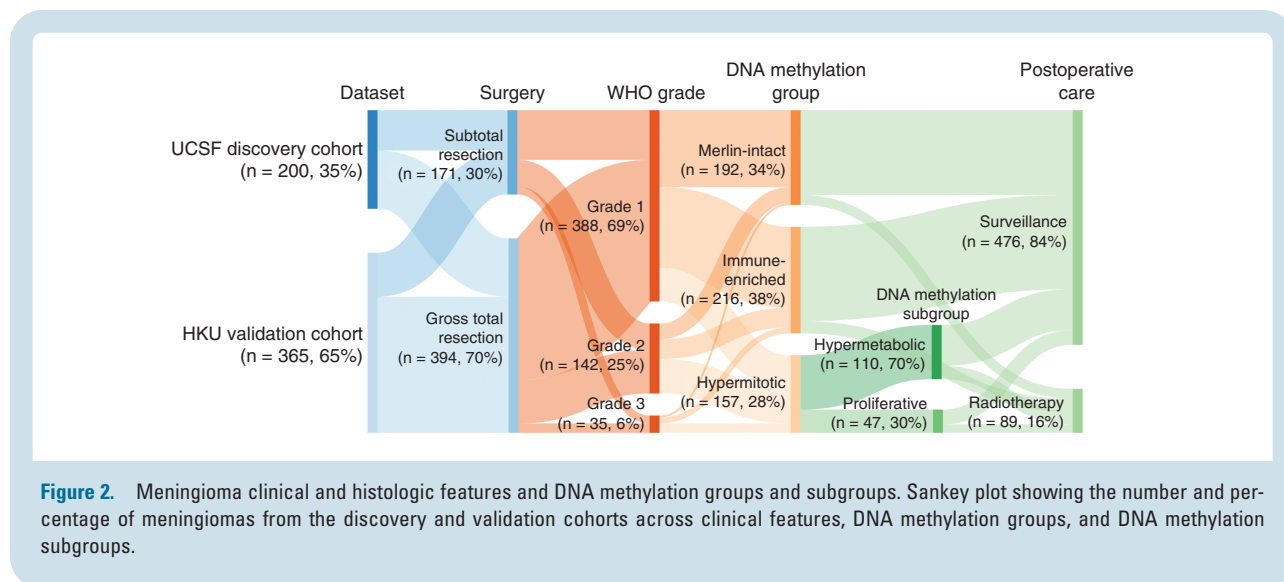 Dataset
Surgery
WHO grade
DNA methylation
group
Postoperative
care
UCSF discovery cohort
(n = 200, 35%)
HKU validation cohort
(n = 365, 65%)
Subtotal
resection
(n = 171, 30%)
Gross total
resection
(n = 394, 70%)
Grade 1
(n = 388, 69%)
Grade 2
(n = 142, 25%)
Grade 3
(n = 35, 6%)
Merlin-intact
(n = 192, 34%)
Immune-
enriched
(n = 216, 38%)
Hypermitotic
(n = 157, 28%)
DNA methylation
subgroup
Hypermetabolic
(n = 110, 70%)
Proliferative
(n = 47, 30%)
Surveillance
(n = 476, 84%)
Radiotherapy
(n = 89, 16%)
Figure 2. Meningioma clinical and histologic features and DNA methylation groups and subgroups. Sankey plot showing the number and per-
centage of meningiomas from the discovery and validation cohorts across clinical features, DNA methylation groups, and DNA methylation
subgroups.